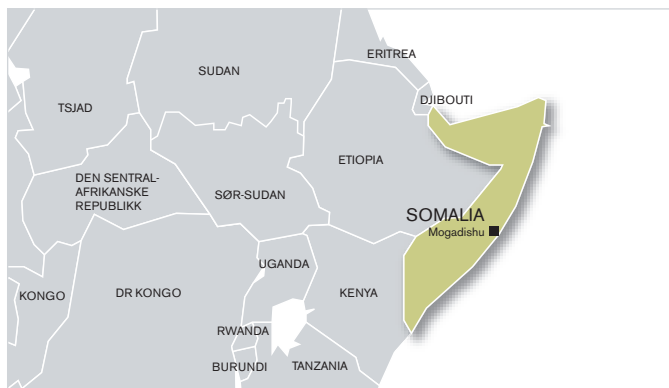 ERITREA
SUDAN
DJIBOUTI
TSJAD
ETIOPIA
DEN SENTRAL-
AFRIKANSKE
REPUBLIKK
SØR-SUDAN
SOMALIA
Mogadishu
UGANDA
KONGO
DR KONGO
KENYA
RWANDA
BURUNDI
TANZANIA